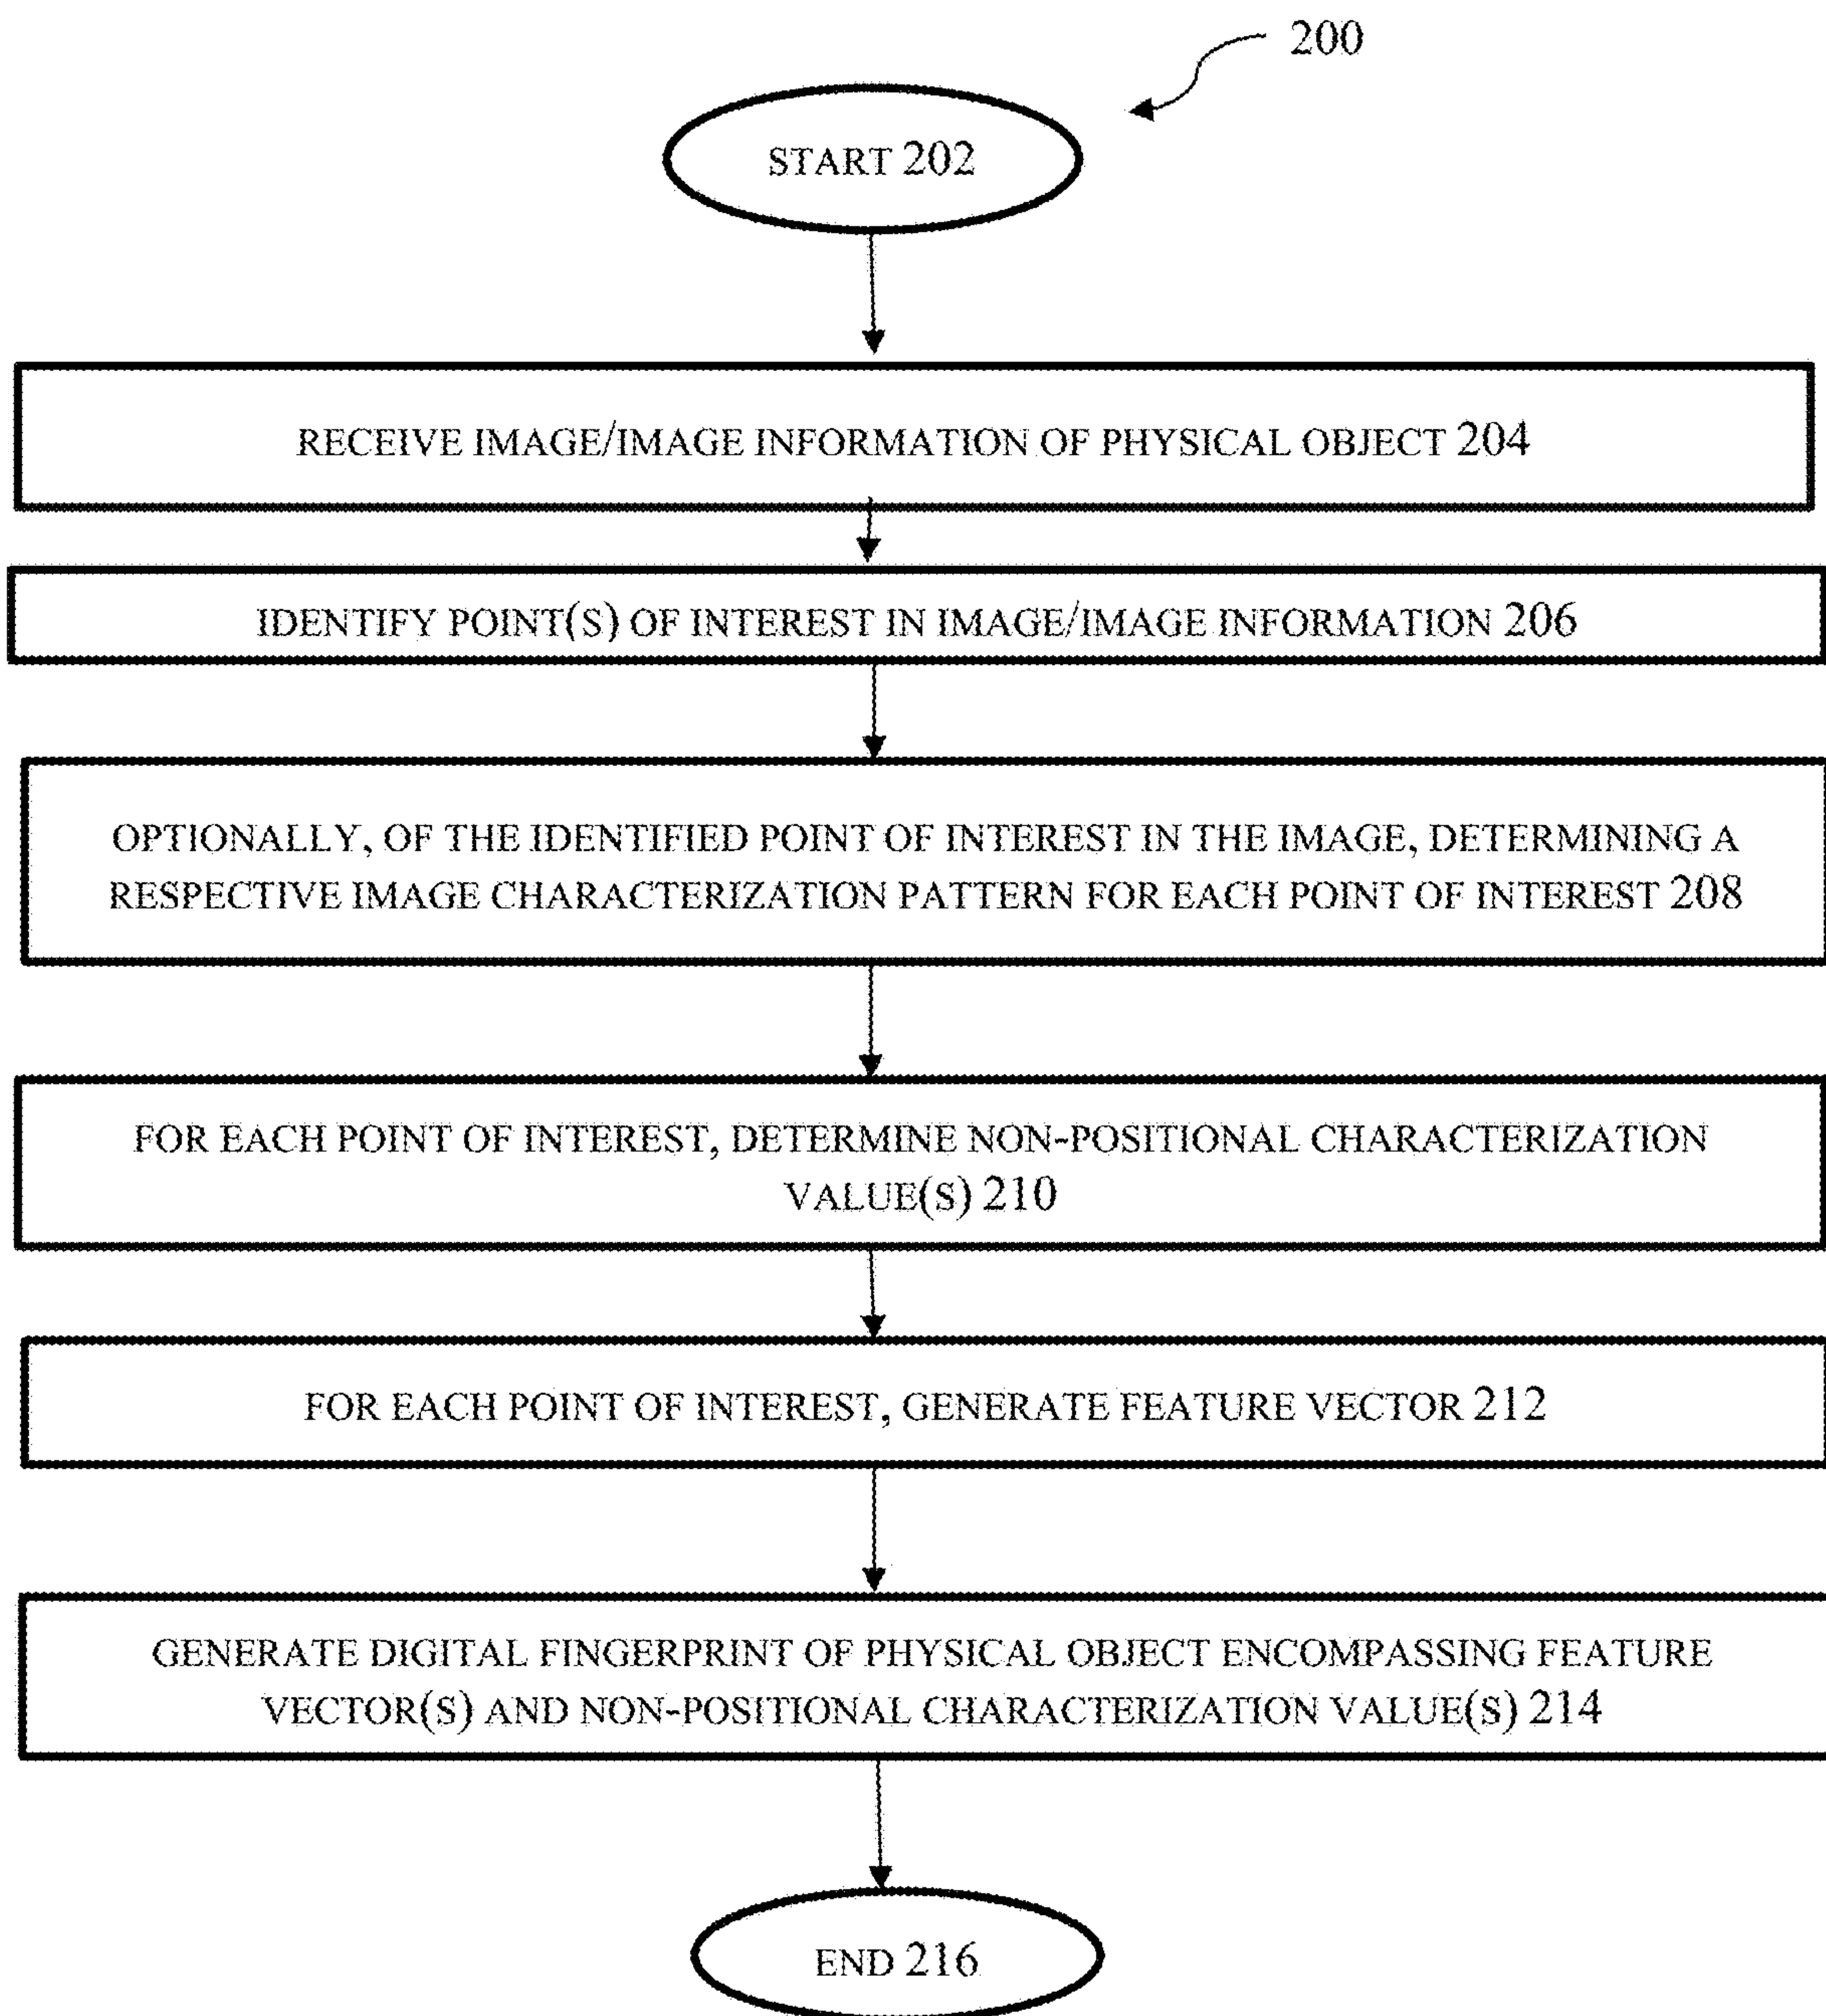 200
START 202
RECEIVE IMAGE/IMAGE INFORMATION OF PHYSICAL OBJECT 204
IDENTIFY POINT(S) OF INTEREST IN IMAGE/IMAGE INFORMATION 206
OPTIONALLY, OF THE IDENTIFIED POINT OF INTEREST IN THE IMAGE, DETERMINING A
RESPECTIVE IMAGE CHARACTERIZATION PATTERN FOR EACH POINT OF INTEREST 208
FOR EACH POINT OF INTEREST, DETERMINE NON-POSITIONAL CHARACTERIZATION
VALUE(S) 210
FOR EACH POINT OF INTEREST, GENERATE FEATURE VECTOR 212
GENERATE DIGITAL FINGERPRINT OF PHYSICAL OBJECT ENCOMPASSING FEATURE
VECTOR(S) AND NON-POSITIONAL CHARACTERIZATION VALUE(S) 214
END 216